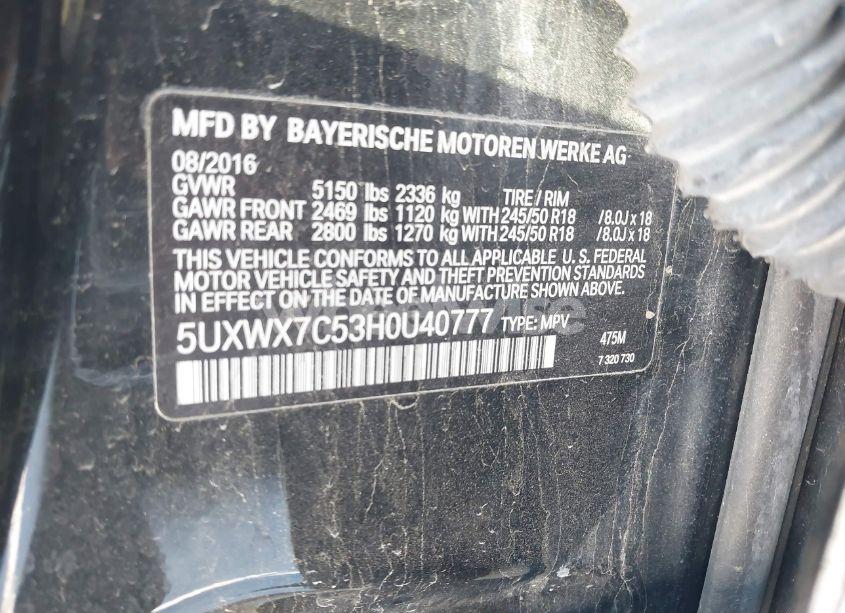 MFD BY BAYERISCHE MOTOREN WERKE AG
08/2016
GVWR 5150 lbs 2336 kg TIRE / RIM
GAWR FRONT 2469 lbs 1120 kg WITH 245/50 R18 / 8.0J x 18
GAWR REAR 2800 lbs 1270 kg WITH 245/50 R18 / 8.0J x 18
THIS VEHICLE CONFORMS TO ALL APPLICABLE U. S. FEDERAL
MOTOR VEHICLE SAFETY AND THEFT PREVENTION STANDARDS
IN EFFECT ON THE DATE OF MANUFACTURE SHOWN ABOVE.
5UXWX7C53H0U40777 TYPE: MPV 475M
7 320 730